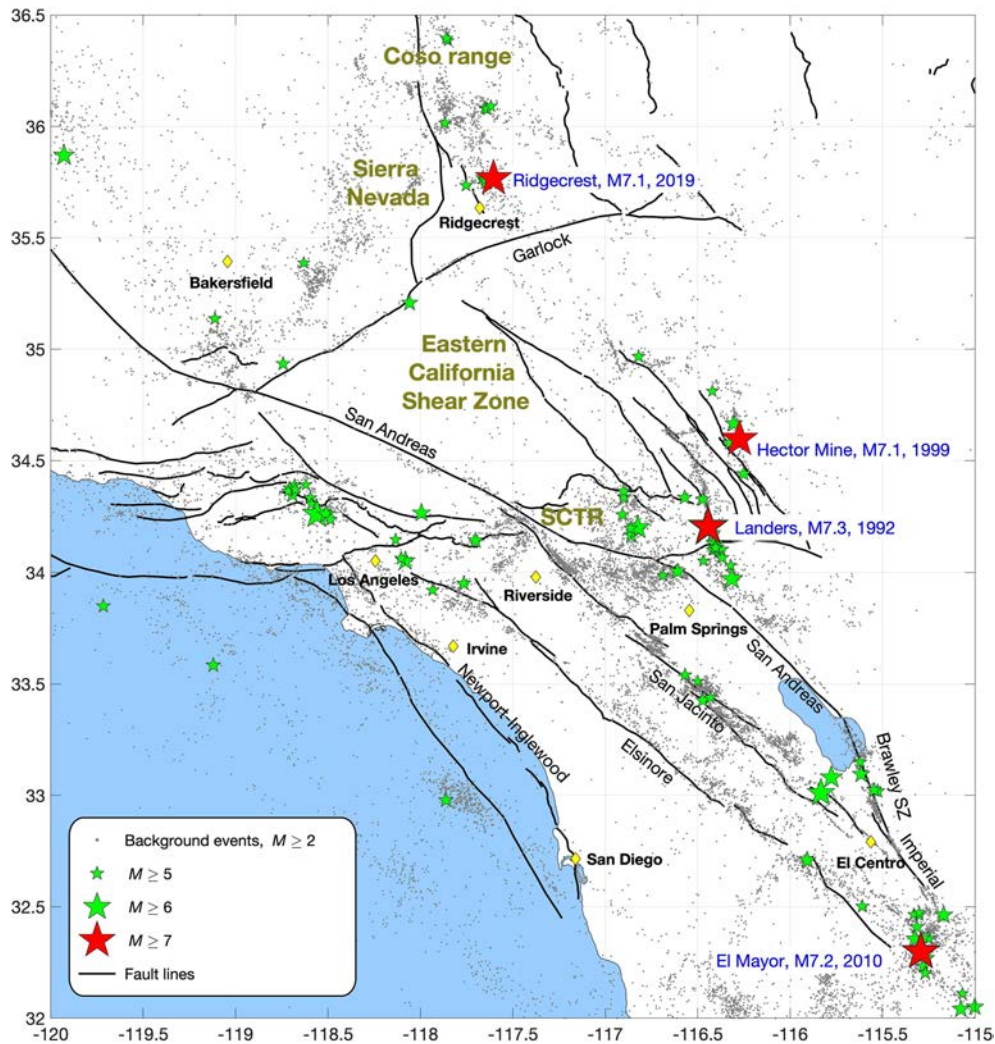 36.5
Coso range
36
Sierra
Nevada
Ridgecrest, M7.1, 2019
Ridgecrest
35.5
Garlock
Bakersfield
35
Eastern
California
Shear Zone
San Andreas
34.5
Hector Mine, M7.1, 1999
SCTR
Landers, M7.3, 1992
34
Los Angeles
Riverside
Palm Springs
Irvine
San Andreas
33.5
San Jacinto
Newport-Inglewood
Elsinore
Brawley SZ
33
Background events, M ≥ 2
San Diego
El Centro
Imperial
M ≥ 5
32.5
M ≥ 6
M ≥ 7
El Mayor, M7.2, 2010
Fault lines
32
-120 -119.5 -119 -118.5 -118 -117.5 -117 -116.5 -116 -115.5 -115